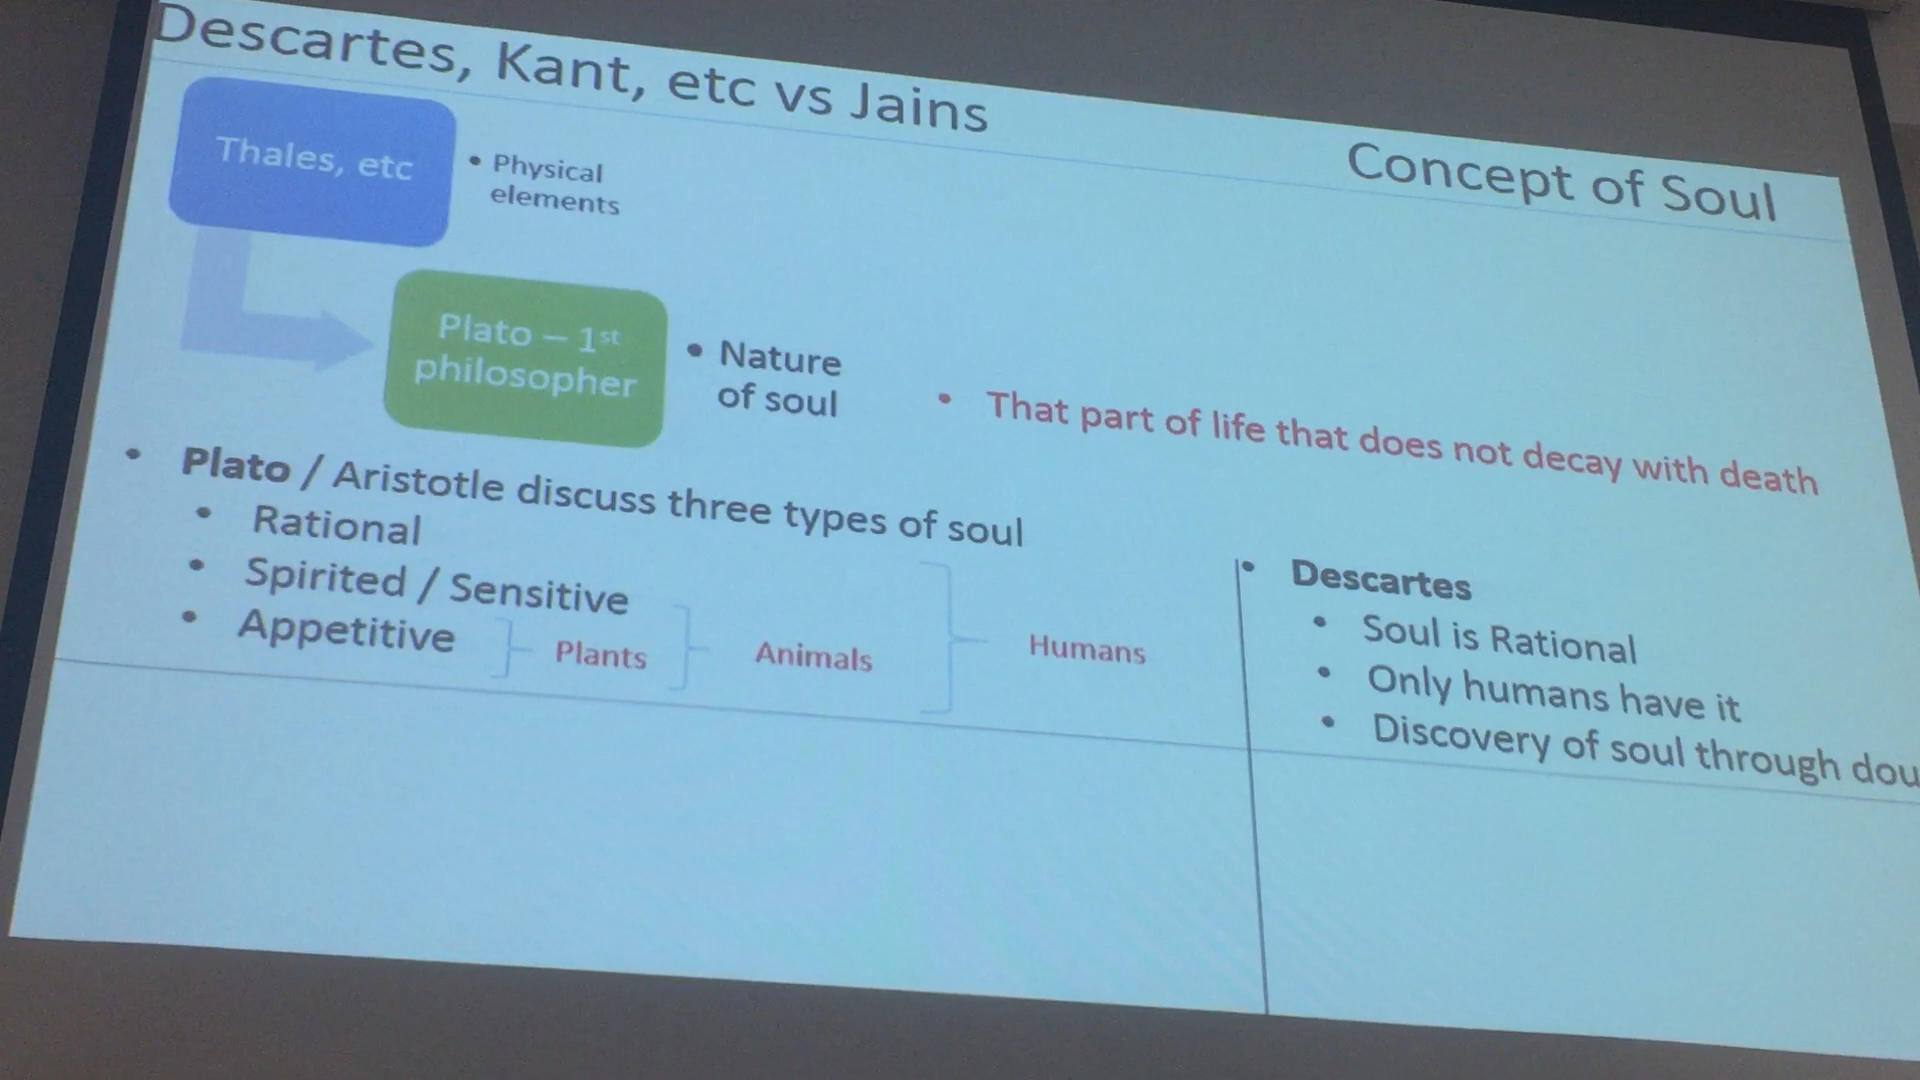 Descartes, Kant, etc vs Jains
Concept of Soul
Thales, etc
• Physical
elements
Plato – 1st
philosopher
• Nature
of soul
• That part of life that does not decay with death
• Plato / Aristotle discuss three types of soul
• Rational
• Spirited / Sensitive
• Appetitive
Plants
Animals
Humans
• Descartes
• Soul is Rational
• Only humans have it
• Discovery of soul through dou